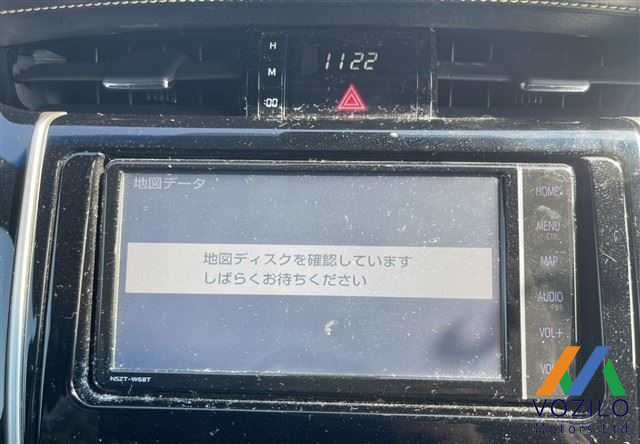 H
1122
M
:00
地図データ
HOME
地図ディスクを確認しています
しばらくお待ちください
MENU
MAP
AUDIO
VOL+
NSZT-W68T
VOZILO
Motors Ltd